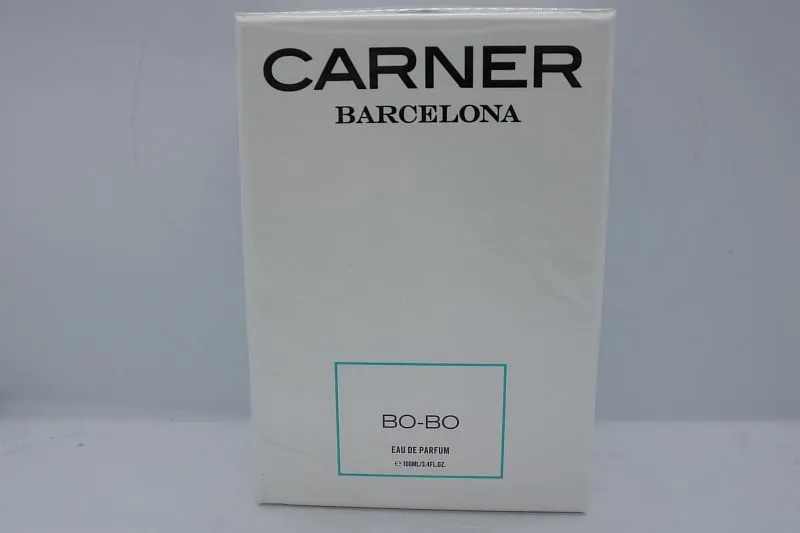 CARNER
BARCELONA
BO-BO
EAU DE PARFUM
℮ 100ML/3.4FL.OZ.